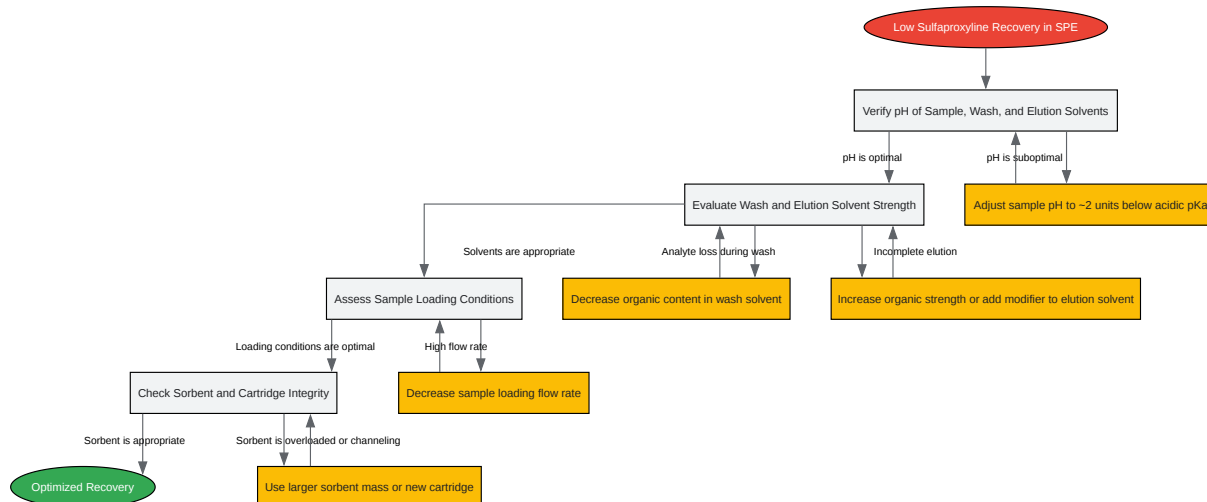 Low Sulfaproxyline Recovery in SPE
Verify pH of Sample, Wash, and Elution Solvents
pH is optimal
pH is suboptimal
Evaluate Wash and Elution Solvent Strength
Adjust sample pH to ~2 units below acidic pKa
Solvents are appropriate
Analyte loss during wash
Incomplete elution
Assess Sample Loading Conditions
Decrease organic content in wash solvent
Increase organic strength or add modifier to elution solvent
Loading conditions are optimal
High flow rate
Check Sorbent and Cartridge Integrity
Decrease sample loading flow rate
Sorbent is appropriate
Sorbent is overloaded or channeling
Optimized Recovery
Use larger sorbent mass or new cartridge